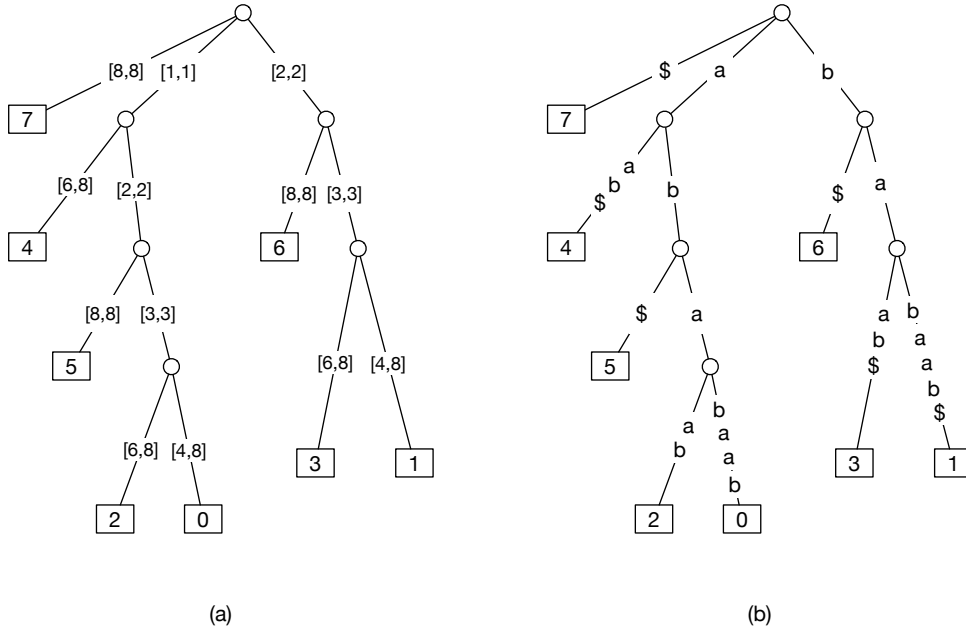 [8,8] [1,1] [2,2] $ a b
7 7
[6,8] [2,2] [8,8] [3,3] a b $ b $ a
4 6 4 6
[8,8] [3,3] $ a a b $ b a a b $
[6,8] [4,8]
5 5
[6,8] [4,8] a b b a a b
3 1 3 1
2 0 2 0
(a) (b)